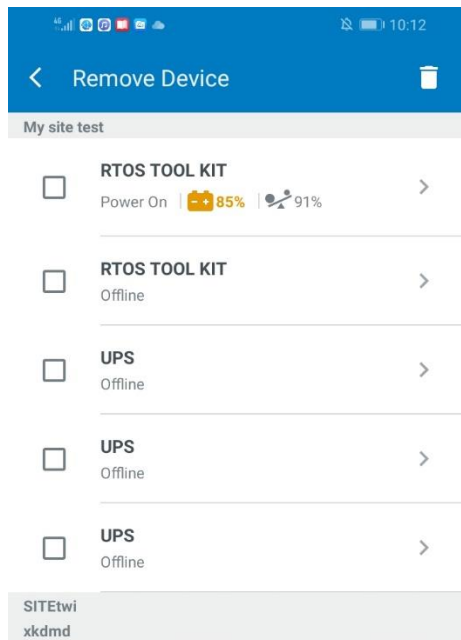 4G 10:12
Remove Device
My site test
RTOS TOOL KIT
Power On 85% 91%
RTOS TOOL KIT
Offline
UPS
Offline
UPS
Offline
UPS
Offline
SITEtwi
xkdmd